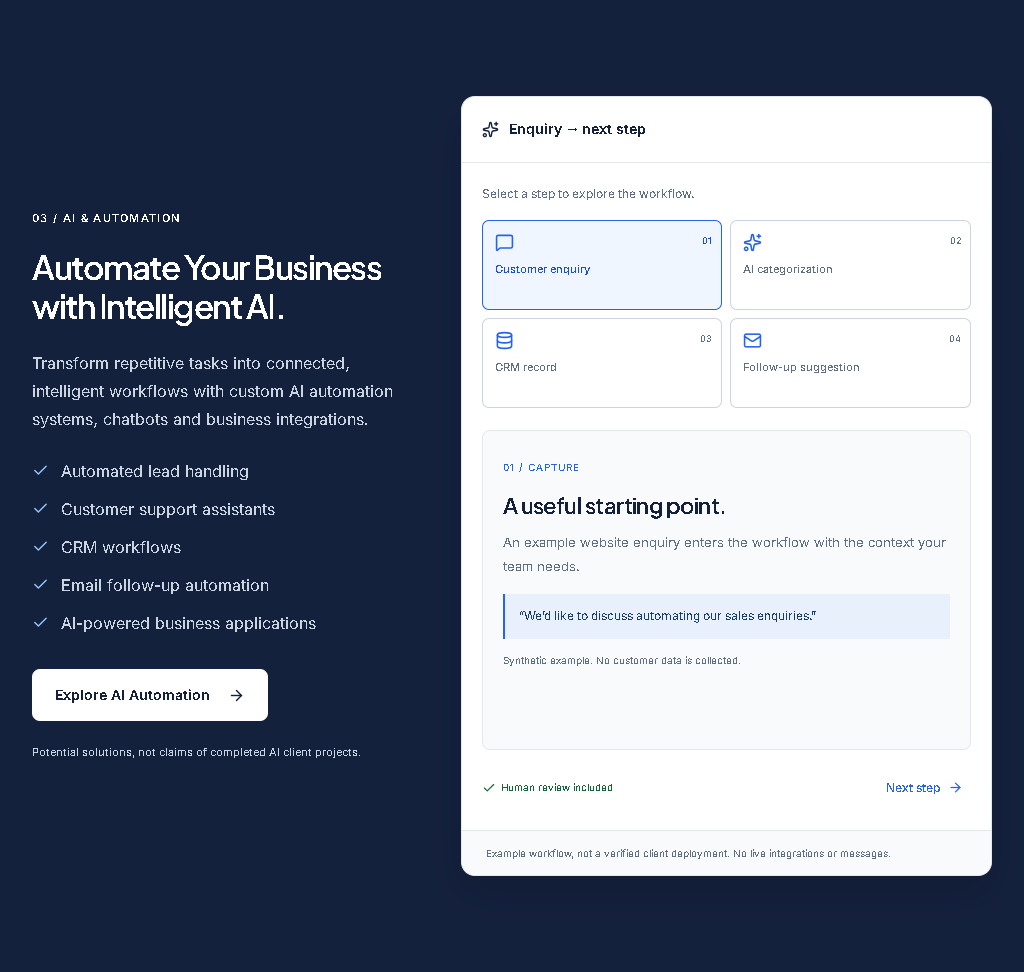 03 / AI & AUTOMATION
Automate Your Business
with Intelligent AI.
Transform repetitive tasks into connected,
intelligent workflows with custom AI automation
systems, chatbots and business integrations.
Automated lead handling
Customer support assistants
CRM workflows
Email follow-up automation
AI-powered business applications
Explore AI Automation
Potential solutions, not claims of completed AI client projects.
Enquiry → next step
Select a step to explore the workflow.
01
Customer enquiry
02
AI categorization
03
CRM record
04
Follow-up suggestion
01 / CAPTURE
A useful starting point.
An example website enquiry enters the workflow with the context your
team needs.
“We’d like to discuss automating our sales enquiries.”
Synthetic example. No customer data is collected.
Human review included
Next step
Example workflow, not a verified client deployment. No live integrations or messages.